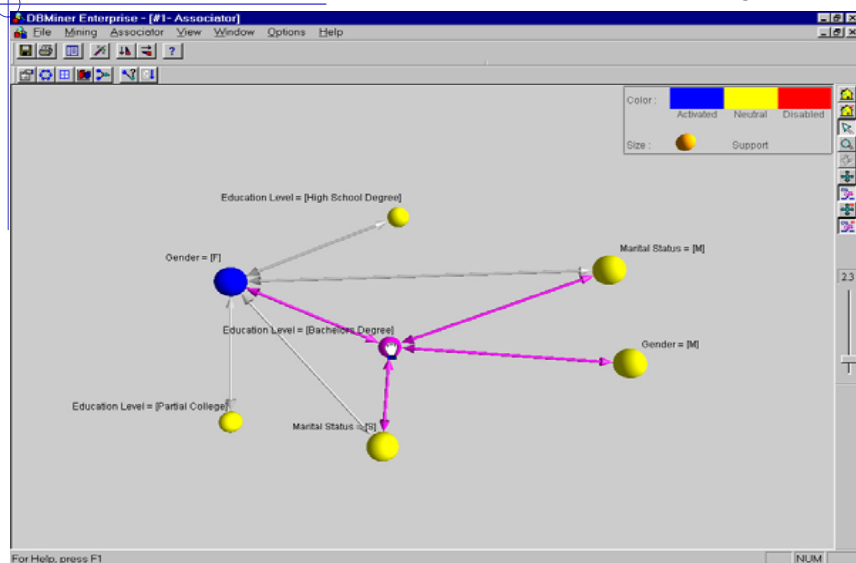 DBMiner Enterprise - [#1- Associator]
File Mining Associator View Window Options Help
Color :
Activated Neutral Disabled
Size : Support
Education Level = [High School Degree]
Gender = [F]
Marital Status = [M]
23
Education Level = [Bachelors Degree]
Gender = [M]
Education Level = [Partial College]
Marital Status = [S]
For Help, press F1
NUM